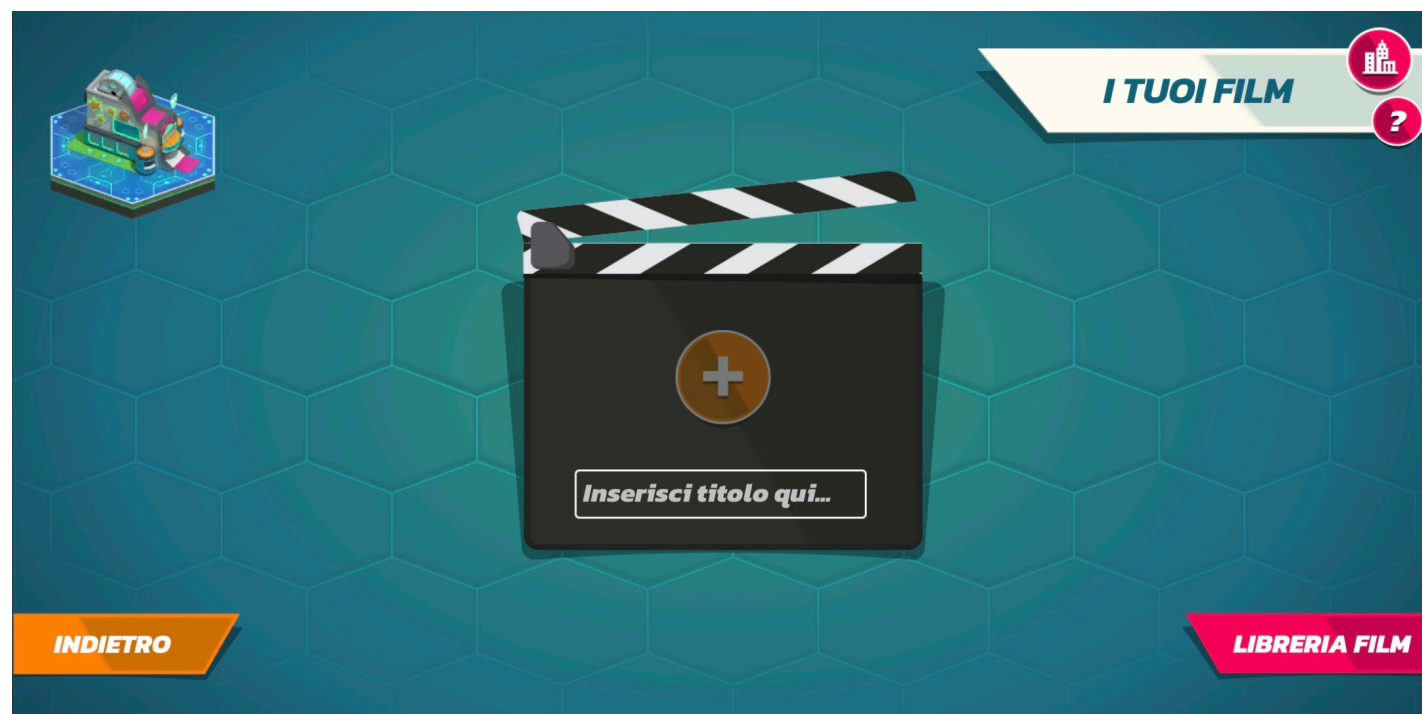 I TUOI FILM
?
Inserisci titolo qui...
INDIETRO
LIBRERIA FILM